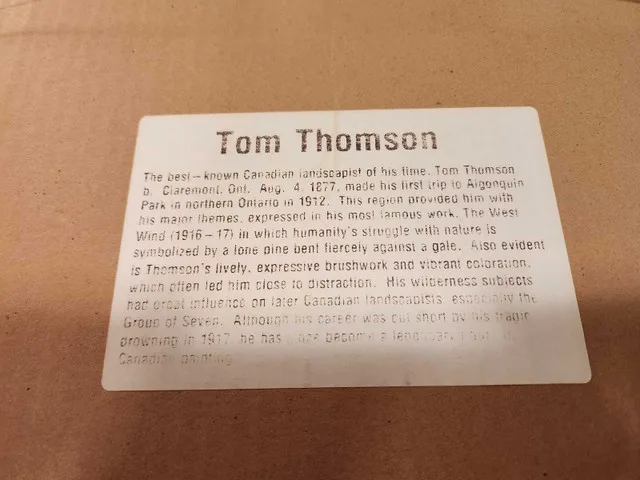 Tom Thomson
The best-known Canadian landscapist of his time, Tom Thomson
b. Claremont, Ont. Aug. 4, 1877, made his first trip to Algonquin
Park in northern Ontario in 1912. This region provided him with
his major themes, expressed in his most famous work, The West
Wind (1916-17) in which humanity's struggle with nature is
symbolized by a lone pine bent fiercely against a gale. Also evident
is Thomson's lively, expressive brushwork and vibrant coloration,
which often led him close to distraction. His wilderness subjects
had great influence on later Canadian landscapists, especially the
Group of Seven. Although his career was cut short by his tragic
drowning in 1917, he has since become a legendary
Canadian painting.